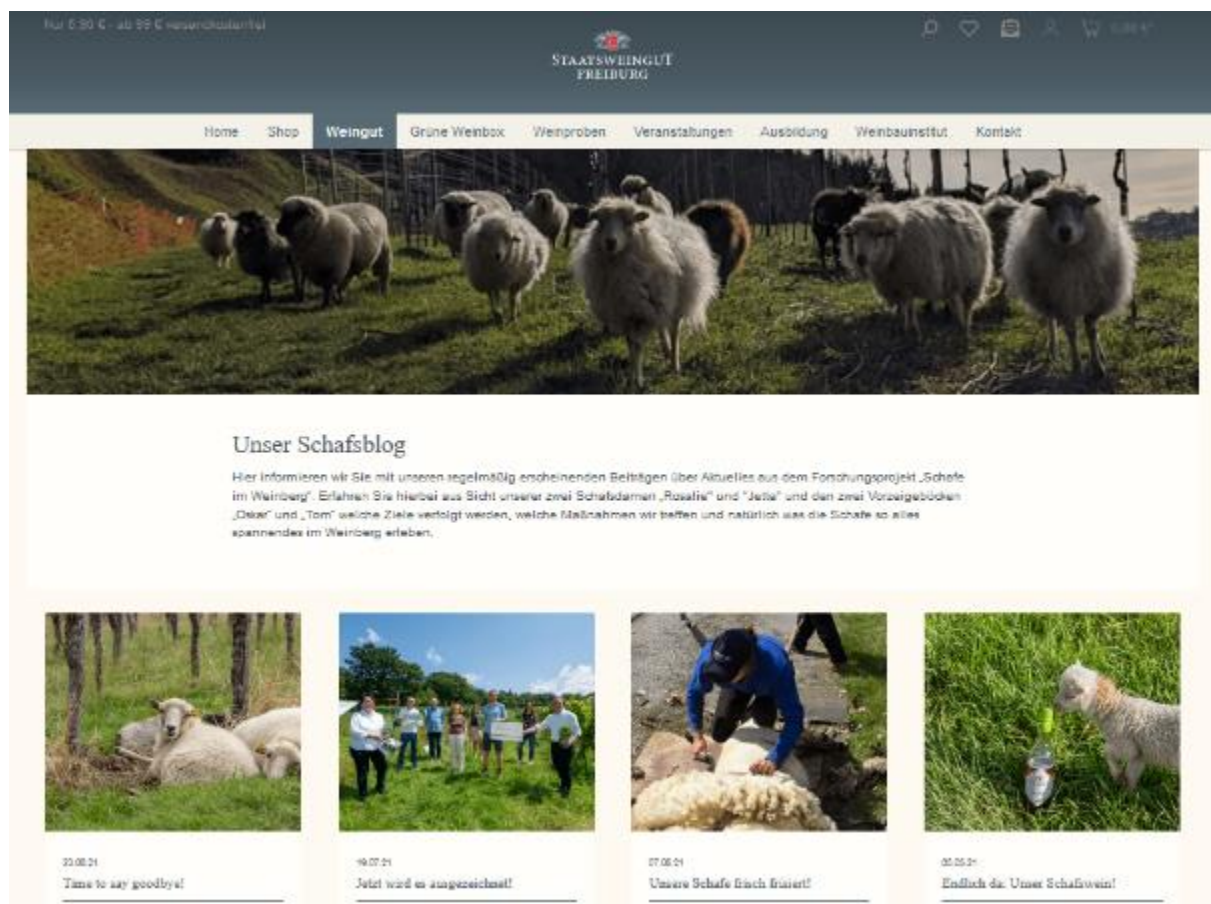 STAATSWEINGUT
FREIBURG
Home Shop Weingut Grüne Weinbox Weinproben Veranstaltungen Ausbildung Weinbauinstitut Kontakt
Unser Schafsblog
Hier informieren wir Sie mit unseren regelmäßig erscheinenden Beiträgen über Aktuelles aus dem Forschungsprojekt „Schafe
im Weinberg“. Erfahren Sie hierbei aus Sicht unserer zwei Schafsdamen „Rosalie“ und "Jette" und den zwei Vorzeigeböcken
„Oskar“ und „Tom“ welche Ziele verfolgt werden, welche Maßnahmen wir treffen und natürlich was die Schafe so alles
spannendes im Weinberg erleben.
19.07.21
Time to say goodbye!
Jetzt wird es ausgezeichnet!
Unsere Schafe frisch frisiert!
Endlich da: Unser Schafswein!